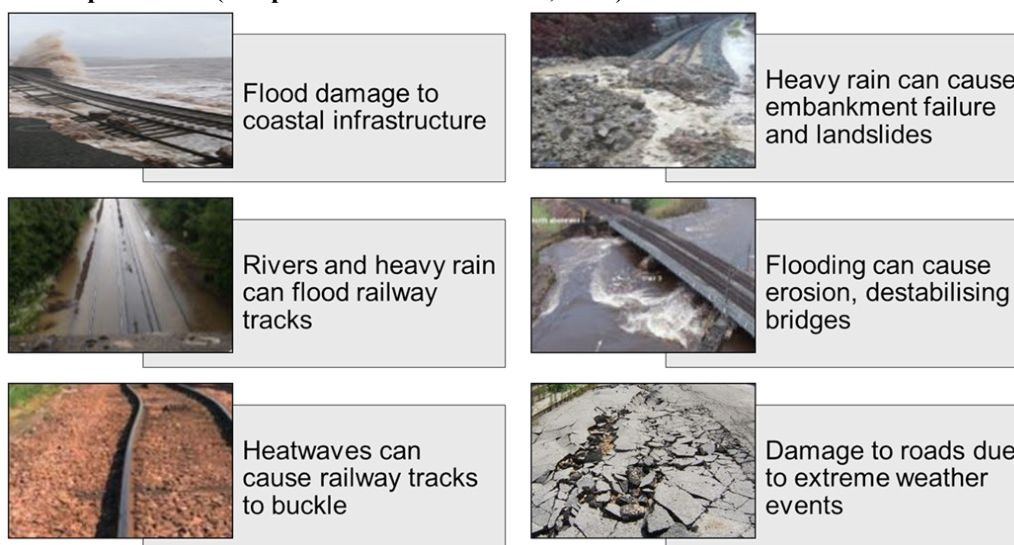 Flood damage to
coastal infrastructure
Heavy rain can cause
embankment failure
and landslides
Rivers and heavy rain
can flood railway
tracks
Flooding can cause
erosion, destabilising
bridges
Heatwaves can
cause railway tracks
to buckle
Damage to roads due
to extreme weather
events